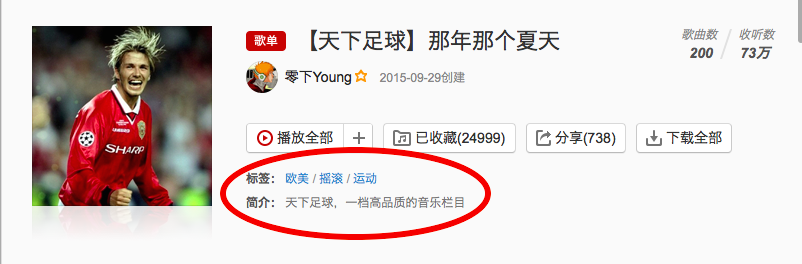 歌单 【天下足球】那年那个夏天
歌曲数 收听数
200 73万
零下Young 2015-09-29创建
播放全部 已收藏(24999) 分享(738) 下载全部
标签： 欧美 / 摇滚 / 运动
简介： 天下足球，一档高品质的音乐栏目
SHARP